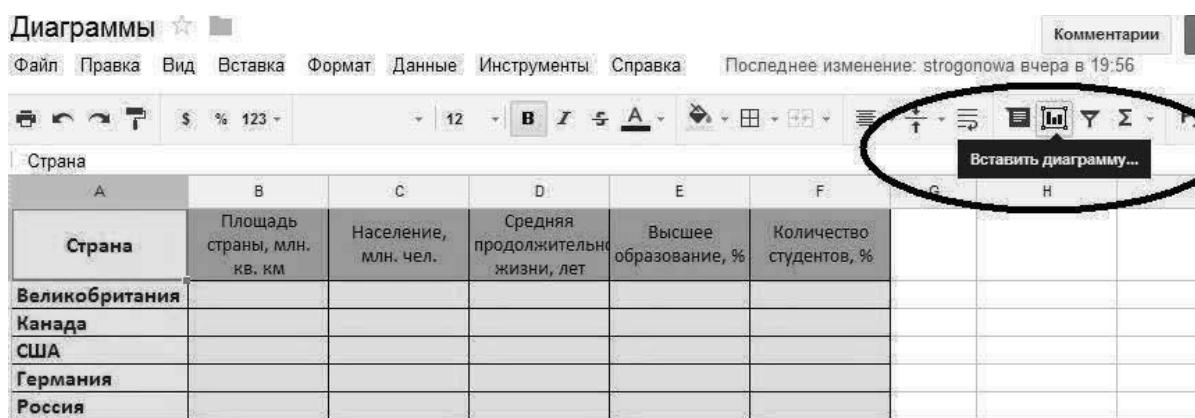 Диаграммы
Комментарии
Файл Правка Вид Вставка Формат Данные Инструменты Справка Последнее изменение: strogonowa вчера в 19:56
$ % 123 12 B I S A Σ
Вставить диаграмму...
Страна
A B C D E F G H
Страна
Площадь
страны, млн.
кв. км
Население,
млн. чел.
Средняя
продолжительно
жизни, лет
Высшее
образование, %
Количество
студентов, %
Великобритания
Канада
США
Германия
Россия